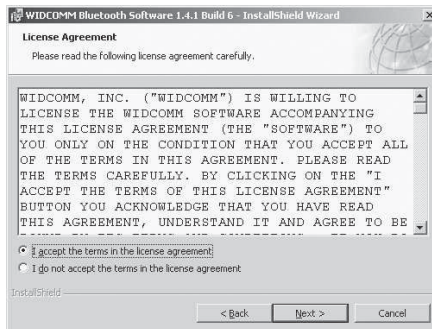 WIDCOMM Bluetooth Software 1.4.1 Build 6 - InstallShield Wizard
License Agreement
Please read the following license agreement carefully.
WIDCOMM, INC. ("WIDCOMM") IS WILLING TO
LICENSE THE WIDCOMM SOFTWARE ACCOMPANYING
THIS LICENSE AGREEMENT (THE "SOFTWARE") TO
YOU ONLY ON THE CONDITION THAT YOU ACCEPT ALL
OF THE TERMS IN THIS AGREEMENT. PLEASE READ
THE TERMS CAREFULLY. BY CLICKING ON THE "I
ACCEPT THE TERMS OF THIS LICENSE AGREEMENT"
BUTTON YOU ACKNOWLEDGE THAT YOU HAVE READ
THIS AGREEMENT, UNDERSTAND IT AND AGREE TO BE
I accept the terms in the license agreement
I do not accept the terms in the license agreement
InstallShield
< Back Next > Cancel